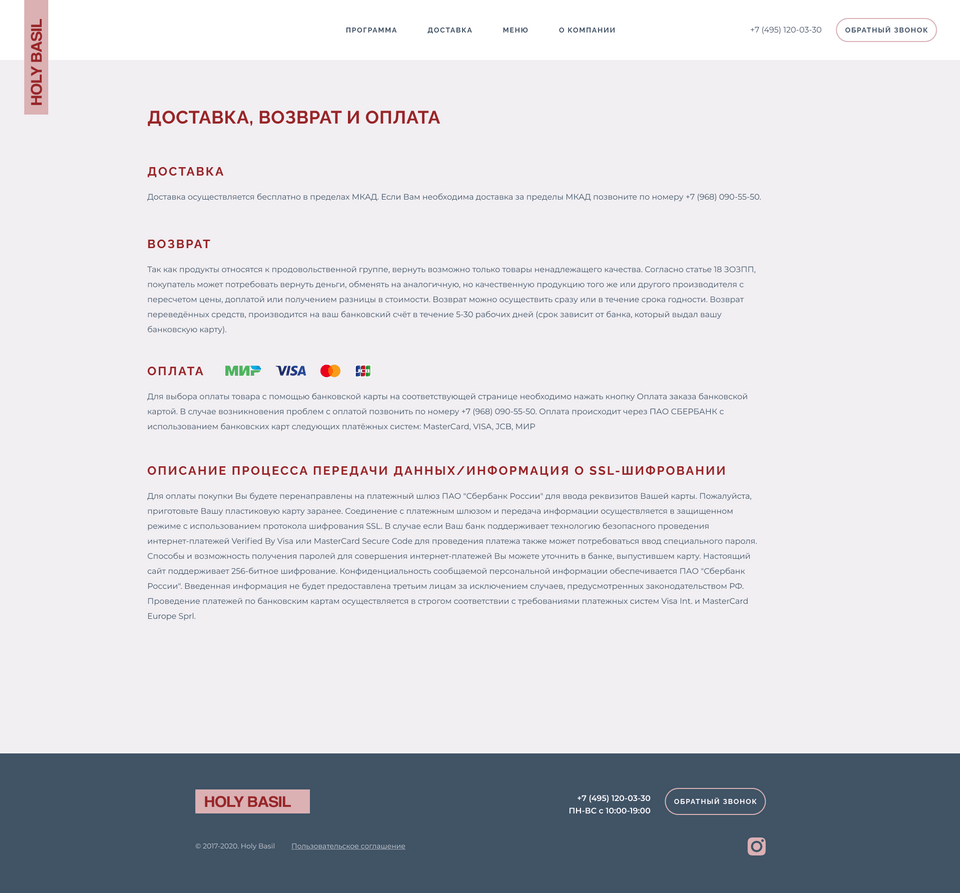 HOLY BASIL
ПРОГРАММА ДОСТАВКА МЕНЮ О КОМПАНИИ +7 (495) 120-03-30 ОБРАТНЫЙ ЗВОНОК
ДОСТАВКА, ВОЗВРАТ И ОПЛАТА
ДОСТАВКА
Доставка осуществляется бесплатно в пределах МКАД. Если Вам необходима доставка за пределы МКАД позвоните по номеру +7 (968) 090-55-50.
ВОЗВРАТ
Так как продукты относятся к продовольственной группе, вернуть возможно только товары ненадлежащего качества. Согласно статье 18 ЗОЗПП,
покупатель может потребовать вернуть деньги, обменять на аналогичную, но качественную продукцию того же или другого производителя с
пересчетом цены, доплатой или получением разницы в стоимости. Возврат можно осуществить сразу или в течение срока годности. Возврат
переведённых средств, производится на ваш банковский счёт в течение 5-30 рабочих дней (срок зависит от банка, который выдал вашу
банковскую карту).
ОПЛАТА МИР VISA JCB
Для выбора оплаты товара с помощью банковской карты на соответствующей странице необходимо нажать кнопку Оплата заказа банковской
картой. В случае возникновения проблем с оплатой позвонить по номеру +7 (968) 090-55-50. Оплата происходит через ПАО СБЕРБАНК с
использованием банковских карт следующих платёжных систем: MasterCard, VISA, JCB, МИР
ОПИСАНИЕ ПРОЦЕССА ПЕРЕДАЧИ ДАННЫХ/ИНФОРМАЦИЯ О SSL-ШИФРОВАНИИ
Для оплаты покупки Вы будете перенаправлены на платежный шлюз ПАО "Сбербанк России" для ввода реквизитов Вашей карты. Пожалуйста,
приготовьте Вашу пластиковую карту заранее. Соединение с платежным шлюзом и передача информации осуществляется в защищенном
режиме с использованием протокола шифрования SSL. В случае если Ваш банк поддерживает технологию безопасного проведения
интернет-платежей Verified By Visa или MasterCard Secure Code для проведения платежа также может потребоваться ввод специального пароля.
Способы и возможность получения паролей для совершения интернет-платежей Вы можете уточнить в банке, выпустившем карту. Настоящий
сайт поддерживает 256-битное шифрование. Конфиденциальность сообщаемой персональной информации обеспечивается ПАО "Сбербанк
России". Введенная информация не будет предоставлена третьим лицам за исключением случаев, предусмотренных законодательством РФ.
Проведение платежей по банковским картам осуществляется в строгом соответствии с требованиями платежных систем Visa Int. и MasterCard
Europe Sprl.
HOLY BASIL
+7 (495) 120-03-30
ПН-ВС с 10:00-19:00
ОБРАТНЫЙ ЗВОНОК
© 2017-2020. Holy Basil Пользовательское соглашение